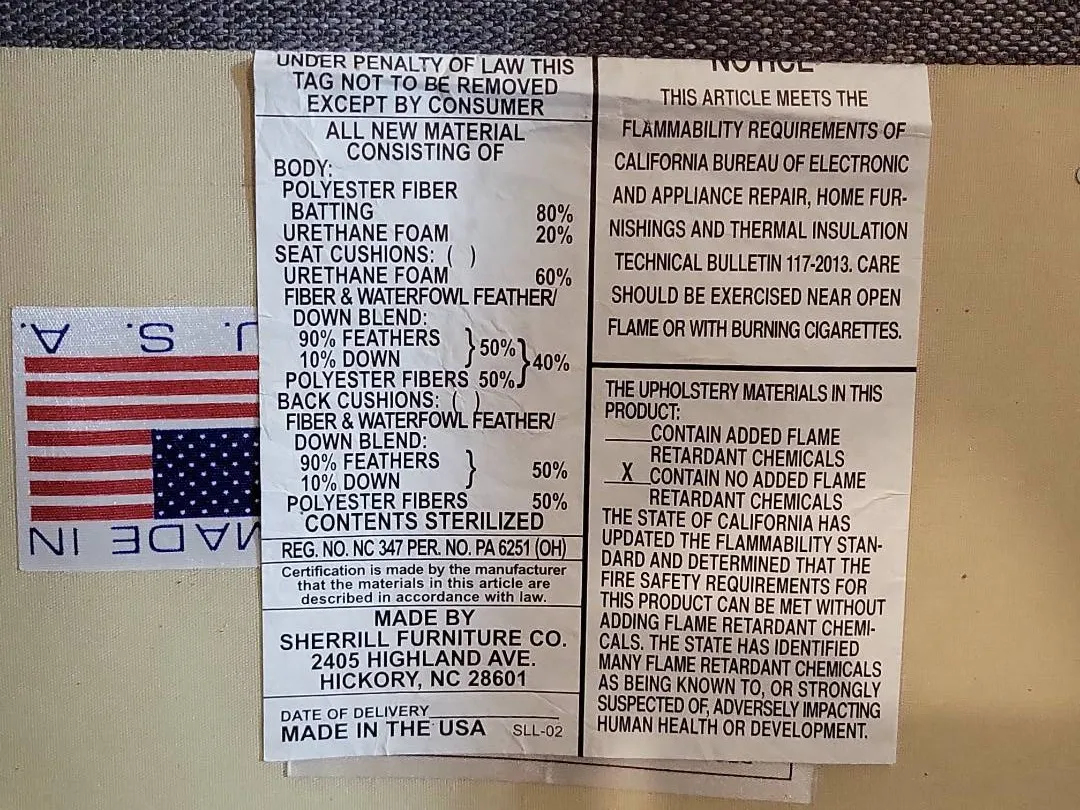 UNDER PENALTY OF LAW THIS
TAG NOT TO BE REMOVED
EXCEPT BY CONSUMER
ALL NEW MATERIAL
CONSISTING OF
BODY:
POLYESTER FIBER
BATTING 80%
URETHANE FOAM 20%
SEAT CUSHIONS: ( )
URETHANE FOAM 60%
FIBER & WATERFOWL FEATHER/
DOWN BLEND:
90% FEATHERS
10% DOWN } 50%
POLYESTER FIBERS 50% } 40%
BACK CUSHIONS: ( )
FIBER & WATERFOWL FEATHER/
DOWN BLEND:
90% FEATHERS
10% DOWN } 50%
POLYESTER FIBERS 50%
CONTENTS STERILIZED
REG. NO. NC 347 PER. NO. PA 6251 (OH)
Certification is made by the manufacturer
that the materials in this article are
described in accordance with law.
MADE BY
SHERRILL FURNITURE CO.
2405 HIGHLAND AVE.
HICKORY, NC 28601
DATE OF DELIVERY
MADE IN THE USA SLL-02
NOTICE
THIS ARTICLE MEETS THE
FLAMMABILITY REQUIREMENTS OF
CALIFORNIA BUREAU OF ELECTRONIC
AND APPLIANCE REPAIR, HOME FUR-
NISHINGS AND THERMAL INSULATION
TECHNICAL BULLETIN 117-2013. CARE
SHOULD BE EXERCISED NEAR OPEN
FLAME OR WITH BURNING CIGARETTES.
THE UPHOLSTERY MATERIALS IN THIS
PRODUCT:
CONTAIN ADDED FLAME
RETARDANT CHEMICALS
X CONTAIN NO ADDED FLAME
RETARDANT CHEMICALS
THE STATE OF CALIFORNIA HAS
UPDATED THE FLAMMABILITY STAN-
DARD AND DETERMINED THAT THE
FIRE SAFETY REQUIREMENTS FOR
THIS PRODUCT CAN BE MET WITHOUT
ADDING FLAME RETARDANT CHEMI-
CALS. THE STATE HAS IDENTIFIED
MANY FLAME RETARDANT CHEMICALS
AS BEING KNOWN TO, OR STRONGLY
SUSPECTED OF, ADVERSELY IMPACTING
HUMAN HEALTH OR DEVELOPMENT.
MADE IN
U. S. A.